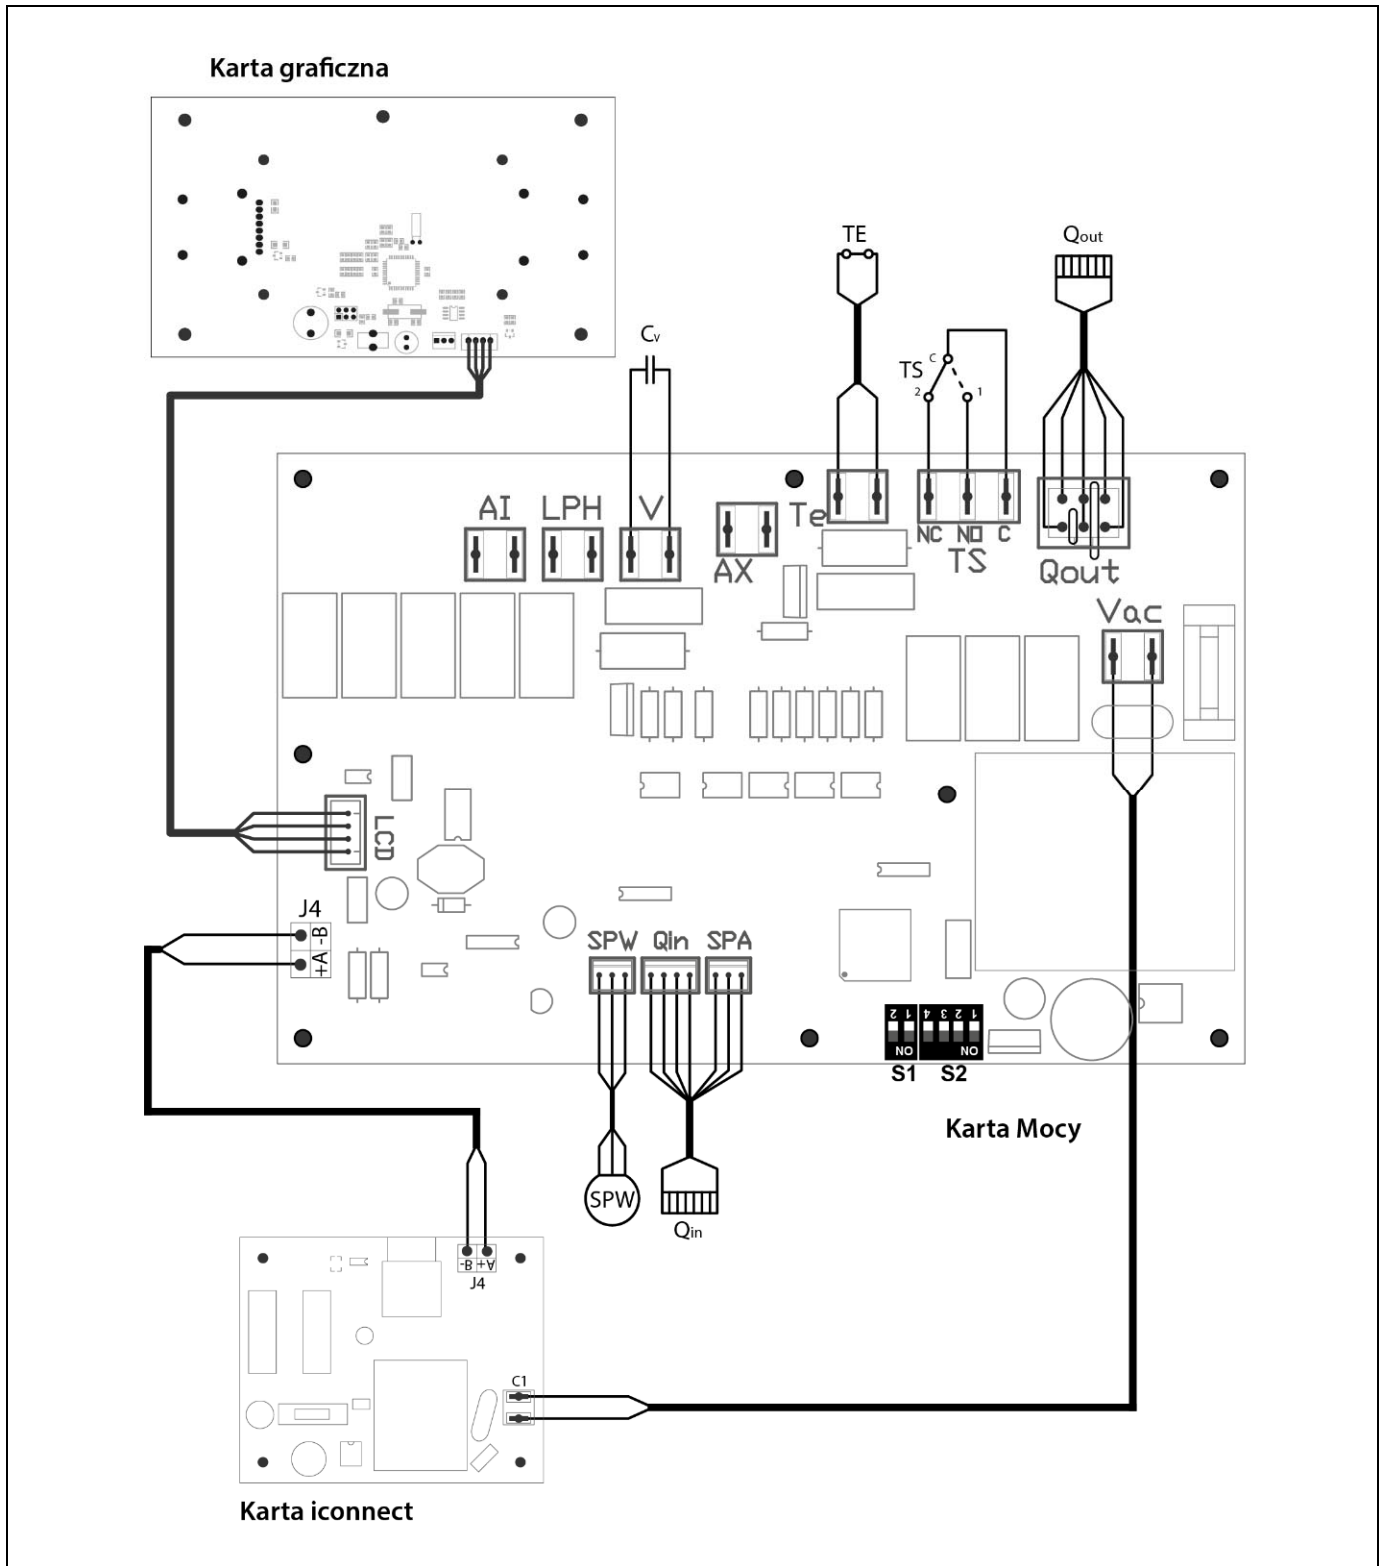 Karta graficzna
TE
Qout
Cv
TS
C
2
1
AI
LPH
V
AX
Te
NC
NO
C
TS
Qout
Vac
LCD
J4
-B
+A
SPW
Qin
SPA
2 1
ON
4 3 2 1
ON
S1
S2
Karta Mocy
SPW
Qin
-B
+A
J4
C1
Karta iconnect